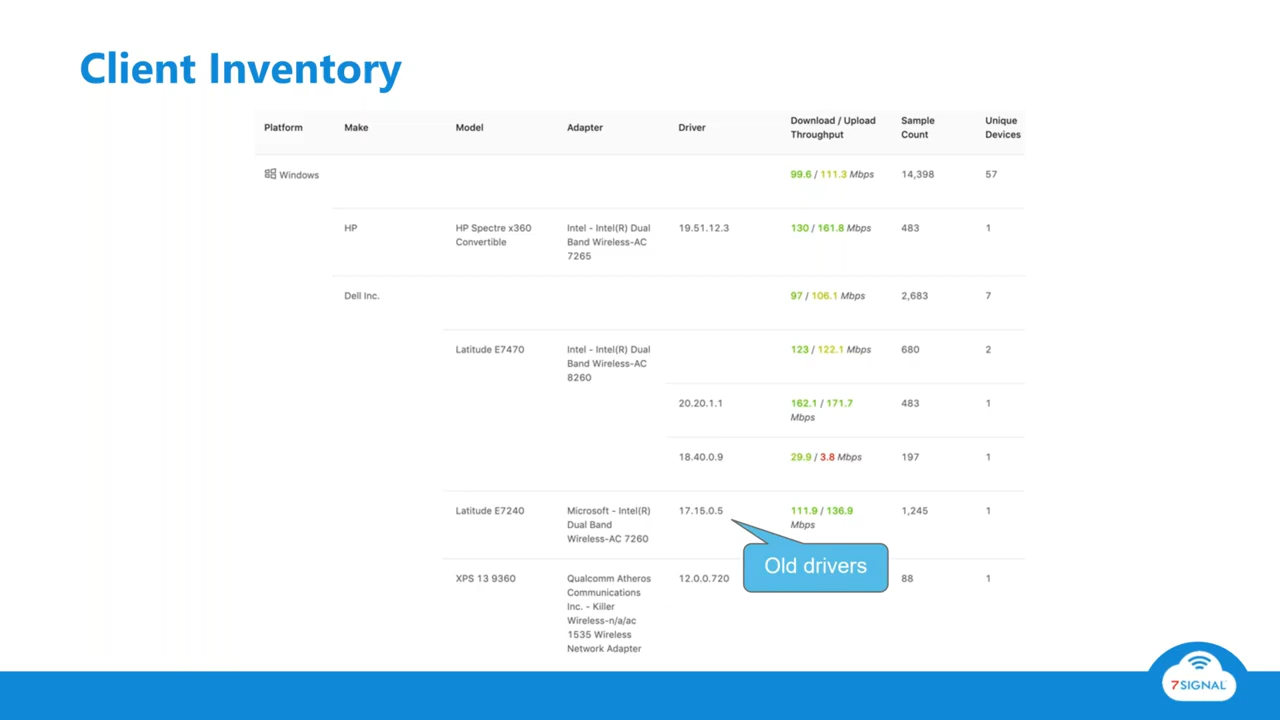 Client Inventory
Platform Make Model Adapter Driver Download / Upload Throughput Sample Count Unique Devices
Windows 99.6 / 111.3 Mbps 14,398 57
HP HP Spectre x360 Convertible Intel - Intel(R) Dual Band Wireless-AC 7265 19.51.12.3 130 / 161.8 Mbps 483 1
Dell Inc. 97 / 106.1 Mbps 2,683 7
Latitude E7470 Intel - Intel(R) Dual Band Wireless-AC 8260 123 / 122.1 Mbps 680 2
20.20.1.1 162.1 / 171.7 Mbps 483 1
18.40.0.9 29.9 / 3.8 Mbps 197 1
Latitude E7240 Microsoft - Intel(R) Dual Band Wireless-AC 7260 17.15.0.5 111.9 / 136.9 Mbps 1,245 1
Old drivers
XPS 13 9360 Qualcomm Atheros Communications Inc. - Killer Wireless-n/a/ac 1535 Wireless Network Adapter 12.0.0.720 88 1
7SIGNAL